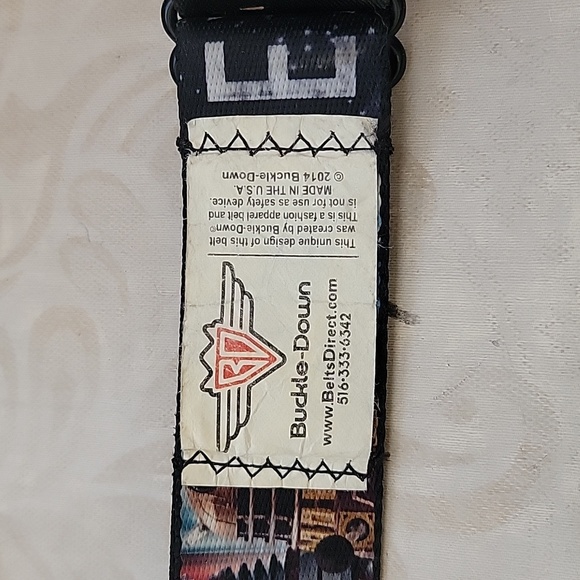 E
This unique design of this belt
was created by Buckle-Down®
This is a fashion apparel belt and
is not for use as safety device.
MADE IN THE U.S.A.
© 2014 Buckle-Down
BD
Buckle-Down
www.BeltsDirect.com
516·333·6342